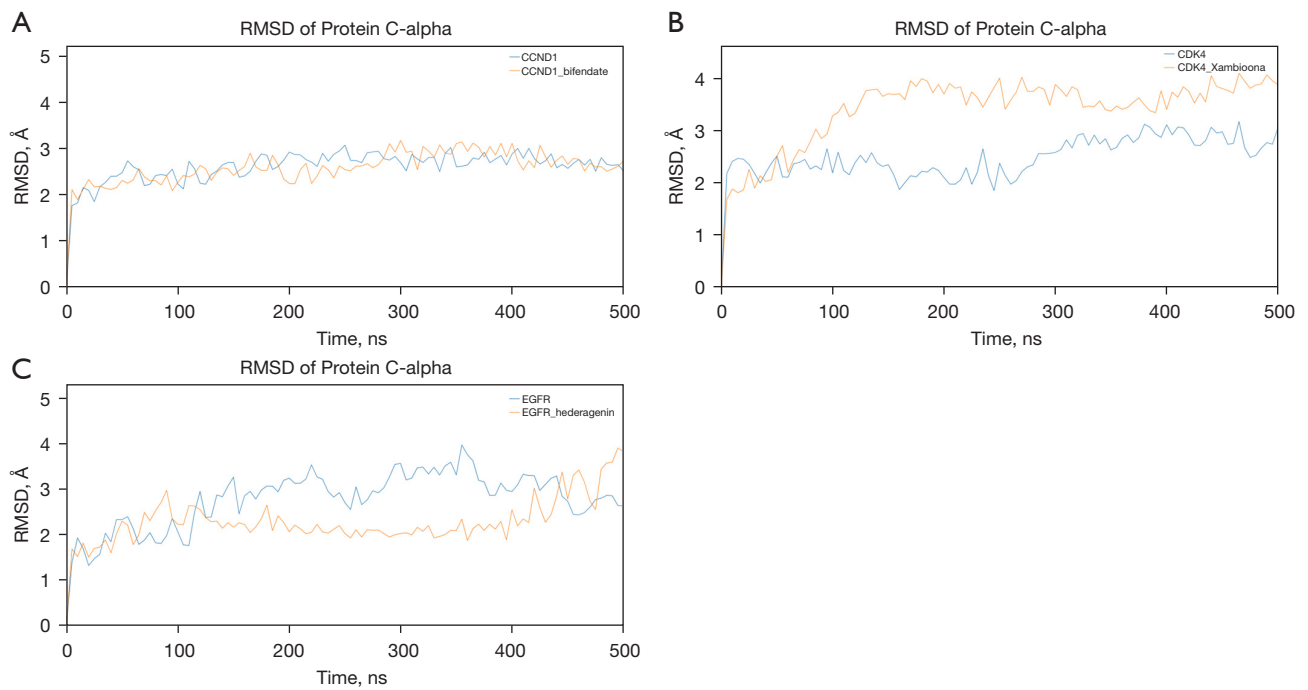 A
RMSD of Protein C-alpha
CCND1
CCND1_bifendate
RMSD, Å
5
4
3
2
1
0
0 100 200 300 400 500
Time, ns
B
RMSD of Protein C-alpha
CDK4
CDK4_Xambioona
RMSD, Å
4
3
2
1
0
0 100 200 300 400 500
Time, ns
C
RMSD of Protein C-alpha
EGFR
EGFR_hederagenin
RMSD, Å
5
4
3
2
1
0
0 100 200 300 400 500
Time, ns